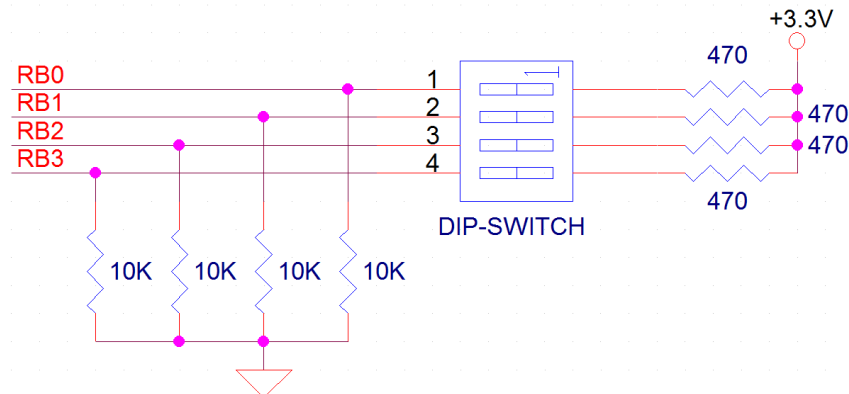 +3.3V
470
RB0
1
RB1
2
470
RB2
3
470
RB3
4
470
DIP-SWITCH
10K
10K
10K
10K